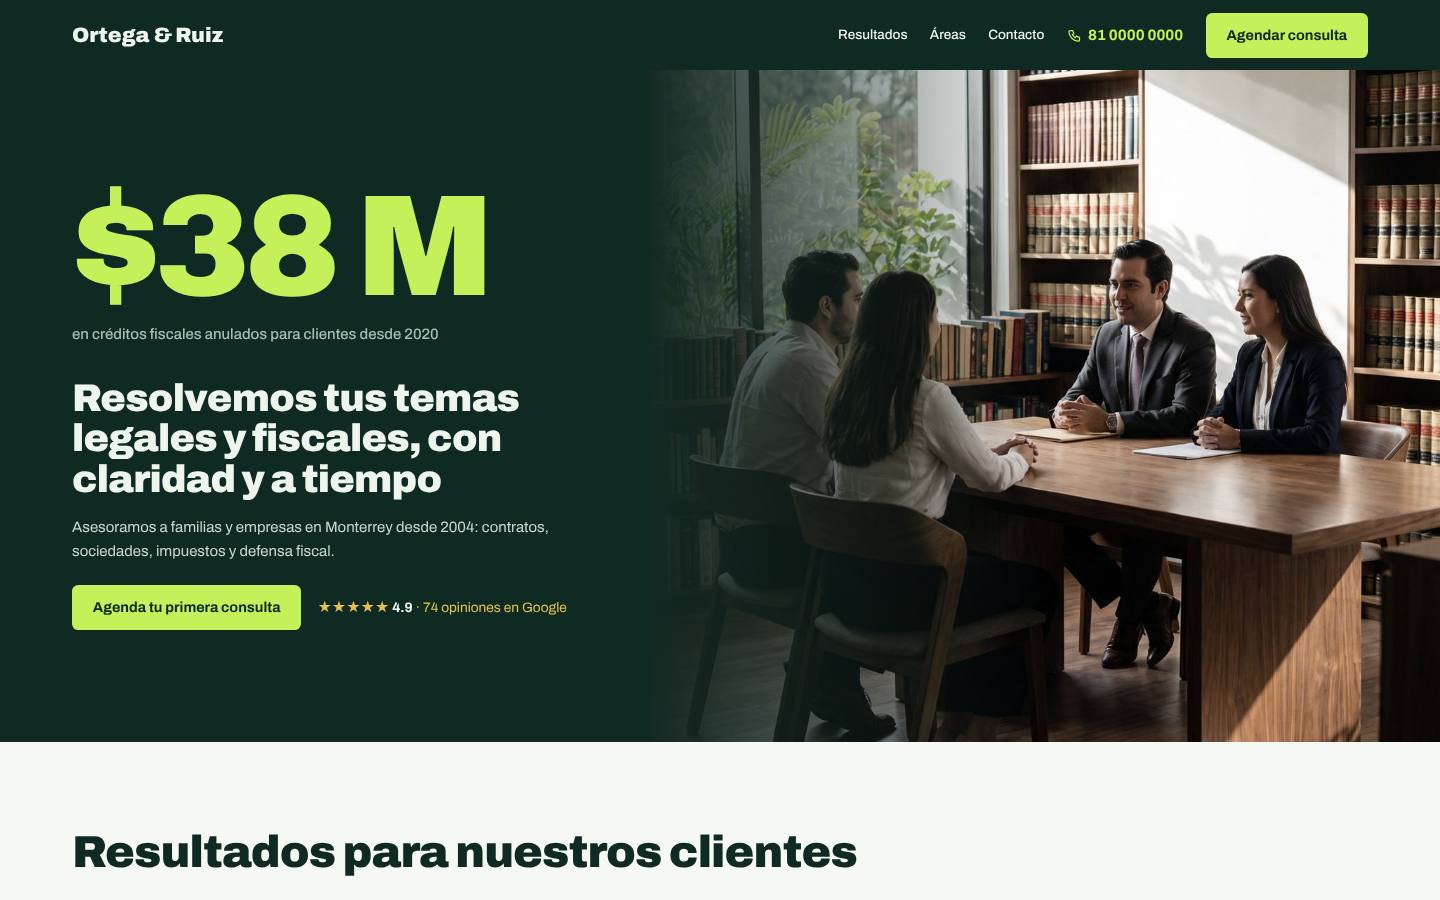 Ortega & Ruiz
Resultados
Áreas
Contacto
81 0000 0000
Agendar consulta
$38 M
en créditos fiscales anulados para clientes desde 2020
Resolvemos tus temas
legales y fiscales, con
claridad y a tiempo
Asesoramos a familias y empresas en Monterrey desde 2004: contratos,
sociedades, impuestos y defensa fiscal.
Agenda tu primera consulta
★★★★★ 4.9 · 74 opiniones en Google
Resultados para nuestros clientes